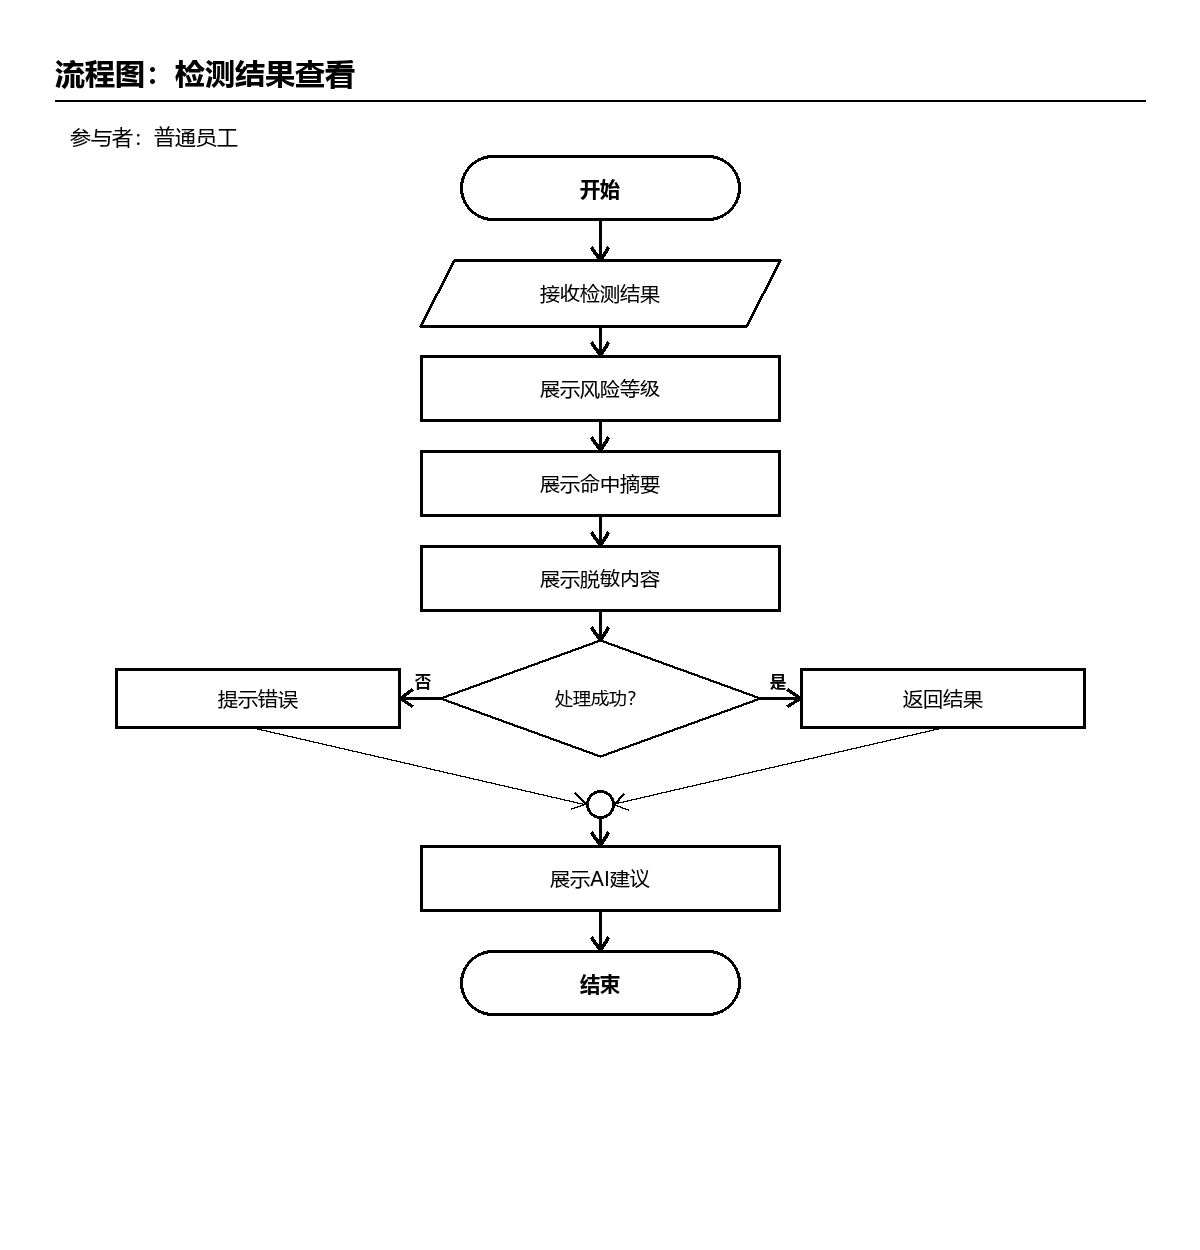 流程图：检测结果查看
参与者：普通员工
开始
接收检测结果
展示风险等级
展示命中摘要
展示脱敏内容
处理成功?
否
是
提示错误
返回结果
展示AI建议
结束